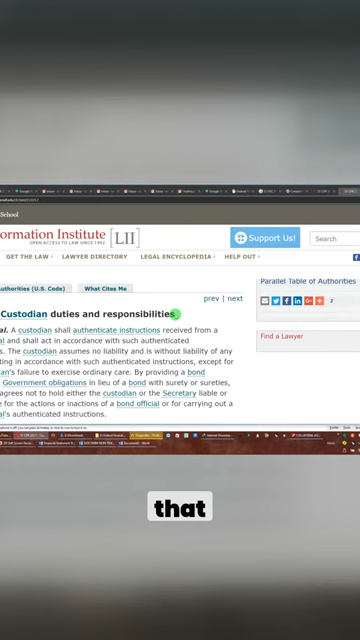 School
ormation Institute
OPEN ACCESS TO LAW SINCE 1992
LII
Support Us!
Search
GET THE LAW
LAWYER DIRECTORY
LEGAL ENCYCLOPEDIA
HELP OUT
uthorities (U.S. Code)
What Cites Me
Parallel Table of Authorities
prev | next
Custodian duties and responsibilities
al. A custodian shall authenticate instructions received from a
al and shall act in accordance with such authenticated
s. The custodian assumes no liability and is without liability of any
ting in accordance with such authenticated instructions, except for
an's failure to exercise ordinary care. By providing a bond
Government obligations in lieu of a bond with surety or sureties,
agrees not to hold either the custodian or the Secretary liable or
e for the actions or inactions of a bond official or for carrying out a
al's authenticated instructions.
Find a Lawyer
that